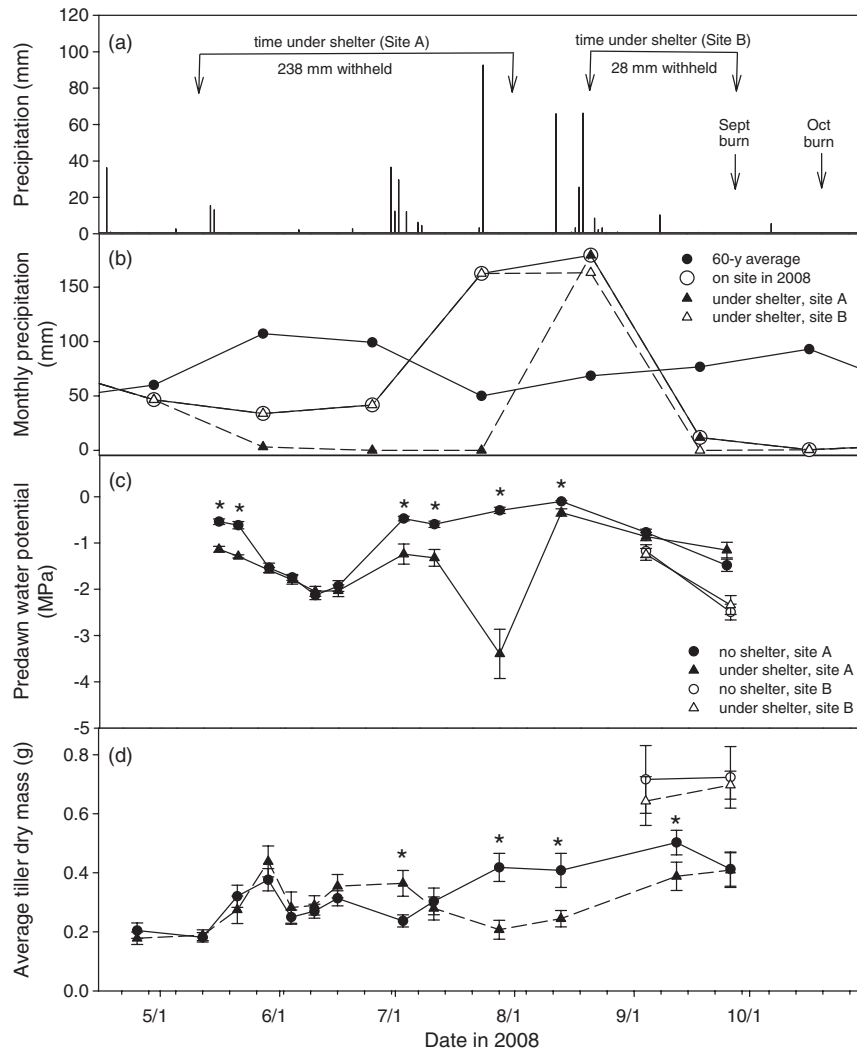 (a)
Precipitation (mm)
120
100
80
60
40
20
0
time under shelter (Site A)
238 mm withheld
time under shelter (Site B)
28 mm withheld
Sept
burn
Oct
burn
(b)
Monthly precipitation
(mm)
150
100
50
0
60-y average
on site in 2008
under shelter, site A
under shelter, site B
(c)
Predawn water potential
(MPa)
0
-1
-2
-3
-4
-5
* * * * * *
no shelter, site A
under shelter, site A
no shelter, site B
under shelter, site B
(d)
Average tiller dry mass (g)
0.8
0.6
0.4
0.2
0.0
* * * *
5/1 6/1 7/1 8/1 9/1 10/1
Date in 2008